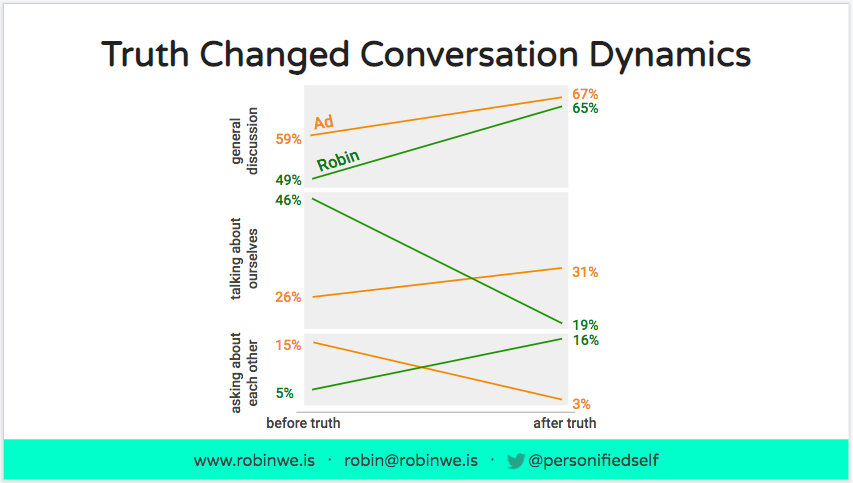 Truth Changed Conversation Dynamics
general
discussion
59%
Ad
67%
65%
49%
Robin
talking about
ourselves
46%
26%
31%
19%
asking about
each other
15%
5%
16%
3%
before truth
after truth
www.robinwe.is · robin@robinwe.is · @personifiedself